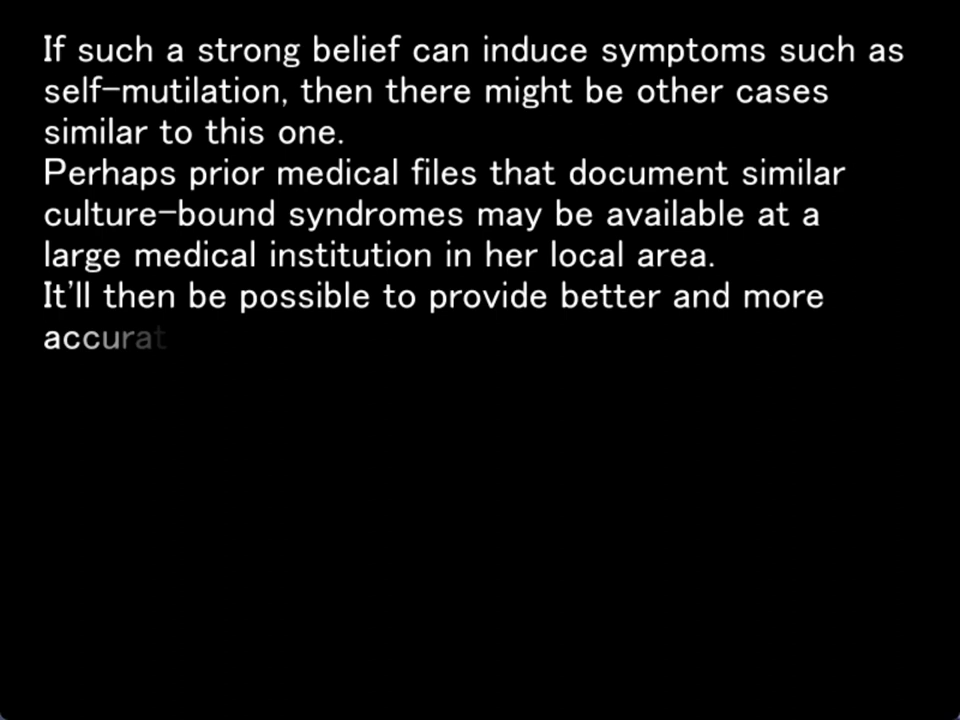 If such a strong belief can induce symptoms such as
self-mutilation, then there might be other cases
similar to this one.
Perhaps prior medical files that document similar
culture-bound syndromes may be available at a
large medical institution in her local area.
It'll then be possible to provide better and more
accurat